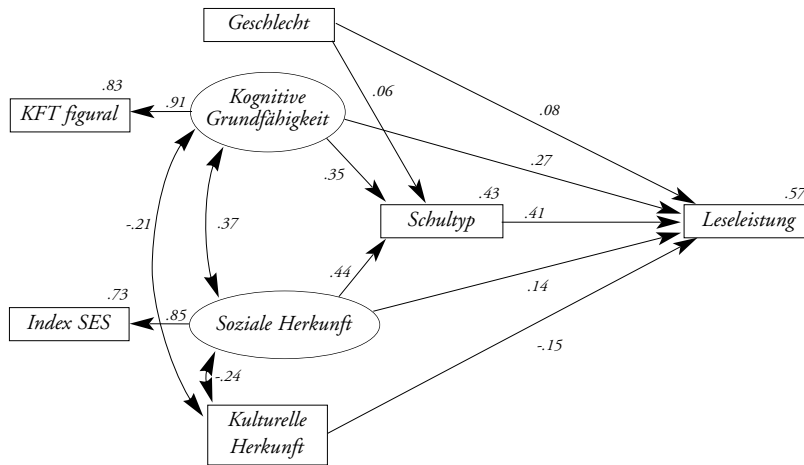 Geschlecht
.83
.06
.91
Kognitive
Grundfähigkeit
KFT figural
.08
.27
.35
.43
.57
Schultyp
.41
Leseleistung
-.21
.37
.44
.73
.14
.85
Index SES
Soziale Herkunft
-.15
-.24
Kulturelle
Herkunft